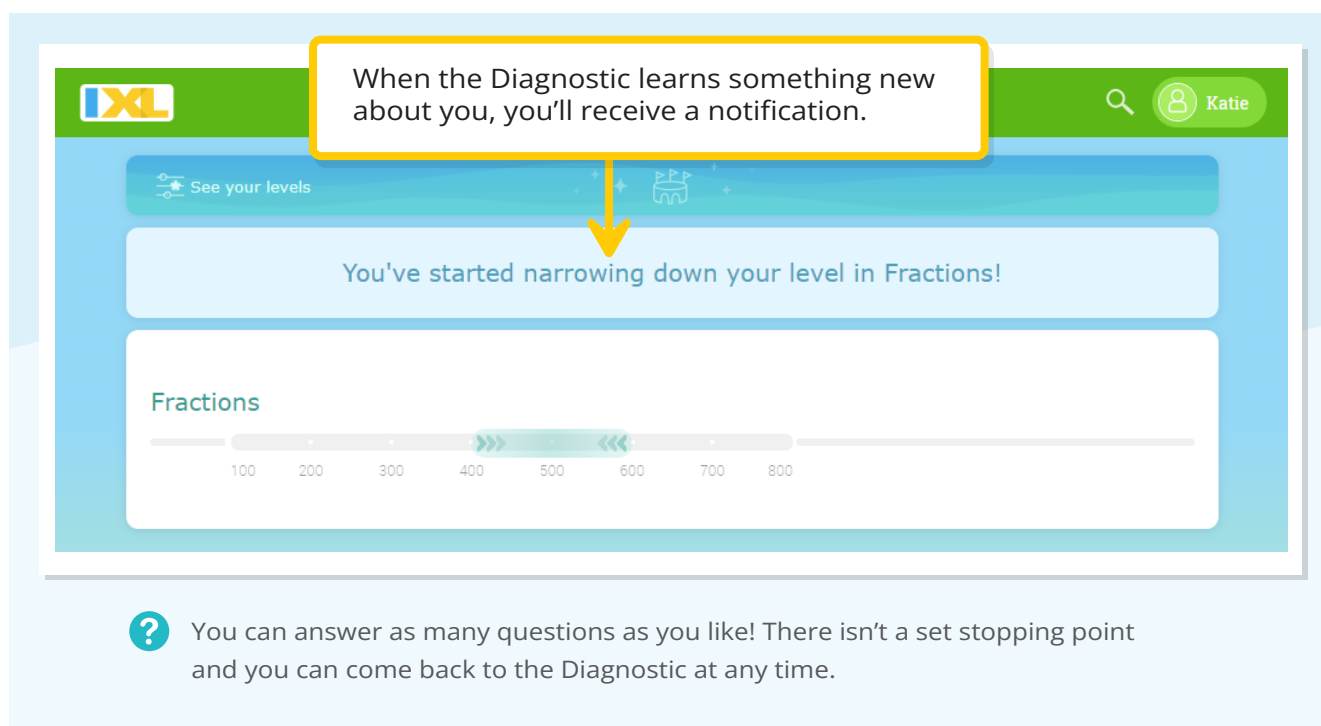 When the Diagnostic learns something new
about you, you’ll receive a notification.
IXL
Katie
See your levels
You've started narrowing down your level in Fractions!
Fractions
100 200 300 400 500 600 700 800
? You can answer as many questions as you like! There isn’t a set stopping point
and you can come back to the Diagnostic at any time.